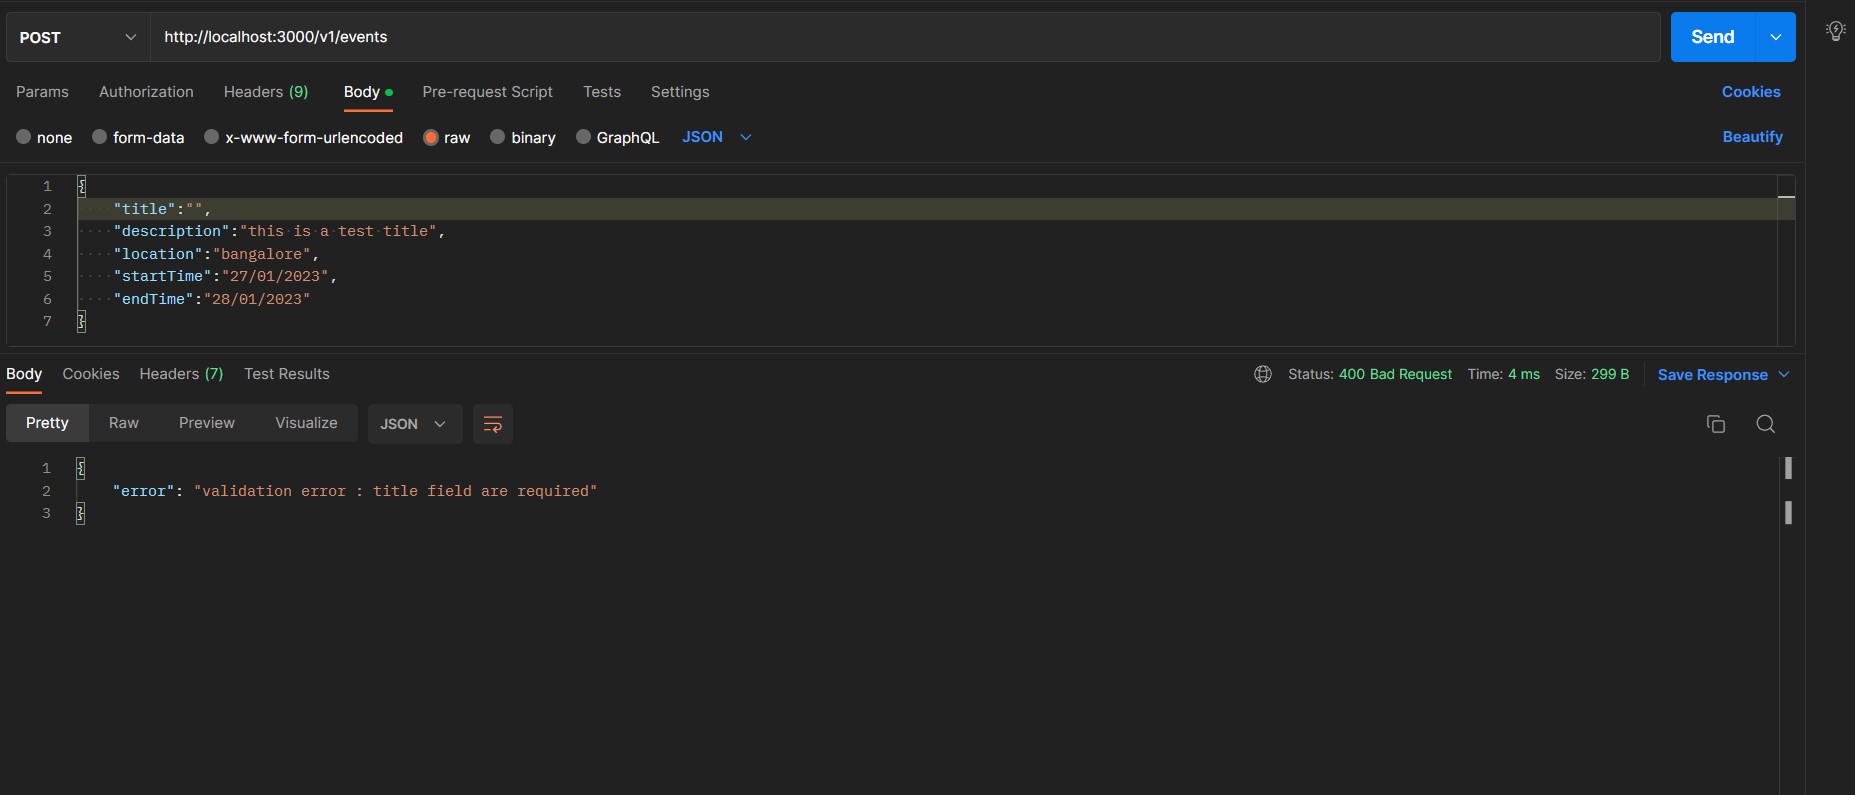 POST http://localhost:3000/v1/events Send
Params Authorization Headers (9) Body Pre-request Script Tests Settings Cookies
none form-data x-www-form-urlencoded raw binary GraphQL JSON Beautify
1 {
2 "title":"",
3 "description":"this is a test title",
4 "location":"bangalore",
5 "startTime":"27/01/2023",
6 "endTime":"28/01/2023"
7 }
Body Cookies Headers (7) Test Results Status: 400 Bad Request Time: 4 ms Size: 299 B Save Response
Pretty Raw Preview Visualize JSON
1 {
2 "error": "validation error : title field are required"
3 }